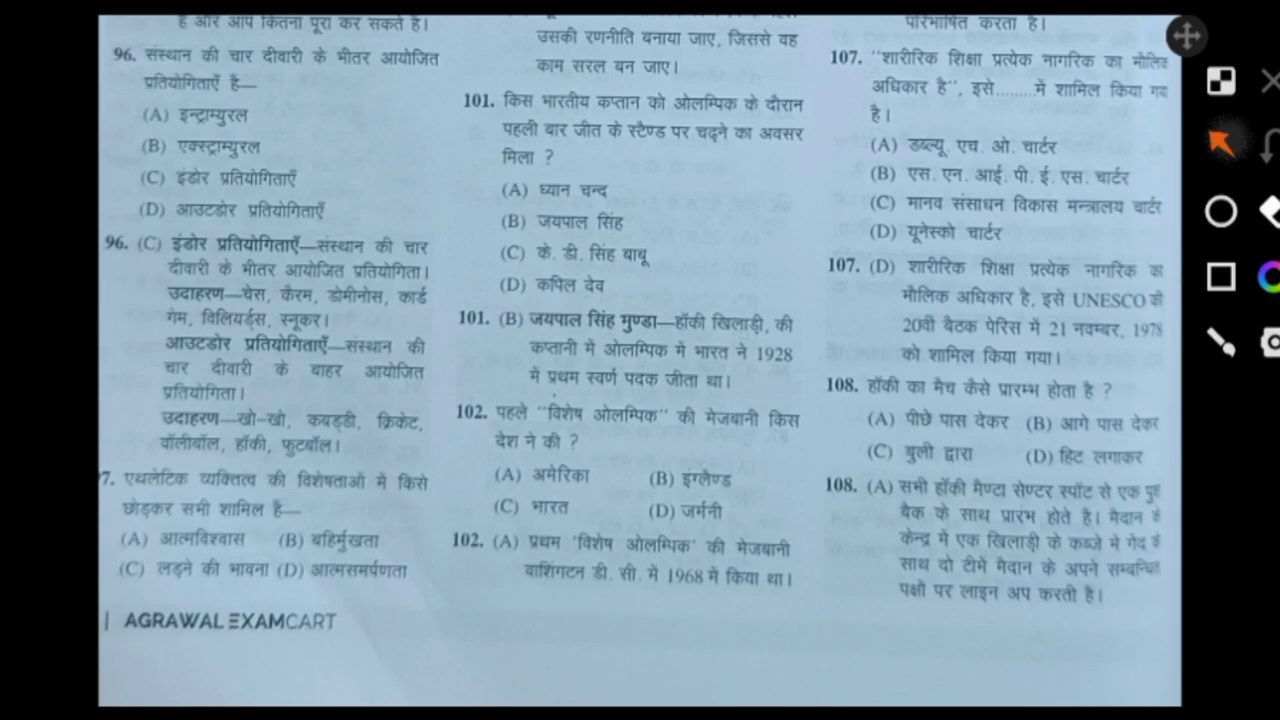 है और आप कितना पूरा कर सकते हैं।
96. संस्थान की चार दीवारी के भीतर आयोजित
प्रतियोगिताएँ हैं—
(A) इन्ट्राम्युरल
(B) एक्स्ट्राम्युरल
(C) इंडोर प्रतियोगिताएँ
(D) आउटडोर प्रतियोगिताएँ
96. (C) इंडोर प्रतियोगिताएँ—संस्थान की चार
दीवारी के भीतर आयोजित प्रतियोगिता।
उदाहरण—चेस, कैरम, डोमीनोस, कार्ड
गेम, विलियर्ड्स, स्नूकर।
आउटडोर प्रतियोगिताएँ—संस्थान की
चार दीवारी के बाहर आयोजित
प्रतियोगिता।
उदाहरण—खो-खो, कबड्डी, क्रिकेट,
वॉलीबॉल, हॉकी, फुटबॉल।
7. एथलेटिक व्यक्तित्व की विशेषताओं में किसे
छोड़कर सभी शामिल हैं—
(A) आत्मविश्वास (B) बहिर्मुखता
(C) लड़ने की भावना (D) आत्मसमर्पणता
| AGRAWAL EXAMCART
उसकी रणनीति बनाया जाए, जिससे वह
काम सरल बन जाए।
101. किस भारतीय कप्तान को ओलम्पिक के दौरान
पहली बार जीत के स्टैण्ड पर चढ़ने का अवसर
मिला ?
(A) ध्यान चन्द
(B) जयपाल सिंह
(C) के. डी. सिंह बाबू
(D) कपिल देव
101. (B) जयपाल सिंह मुण्डा—हॉकी खिलाड़ी, की
कप्तानी में ओलम्पिक मे भारत ने 1928
में प्रथम स्वर्ण पदक जीता था।
102. पहले "विशेष ओलम्पिक" की मेजबानी किस
देश ने की ?
(A) अमेरिका (B) इंग्लैण्ड
(C) भारत (D) जर्मनी
102. (A) प्रथम 'विशेष ओलम्पिक' की मेजबानी
वाशिंगटन डी. सी. में 1968 में किया था।
परिभाषित करता है।
107. "शारीरिक शिक्षा प्रत्येक नागरिक का मौलिक
अधिकार है", इसे........में शामिल किया गय
है।
(A) डब्ल्यू. एच. ओ. चार्टर
(B) एस. एन. आई. पी. ई. एस. चार्टर
(C) मानव संसाधन विकास मन्त्रालय चार्टर
(D) यूनेस्को चार्टर
107. (D) शारीरिक शिक्षा प्रत्येक नागरिक का
मौलिक अधिकार है, इसे UNESCO की
20वीं बैठक पेरिस में 21 नवम्बर, 1978
को शामिल किया गया।
108. हॉकी का मैच कैसे प्रारम्भ होता है ?
(A) पीछे पास देकर (B) आगे पास देकर
(C) बुली द्वारा (D) हिट लगाकर
108. (A) सभी हॉकी मैण्टा सेण्टर स्पॉट से एक
बैक के साथ प्रारंभ होते है। मैदान के
केन्द्र में एक खिलाड़ी के कब्जे में गेंद के
साथ दो टीमें मैदान के अपने सम्बन्धित
पक्षों पर लाइन अप करती है।